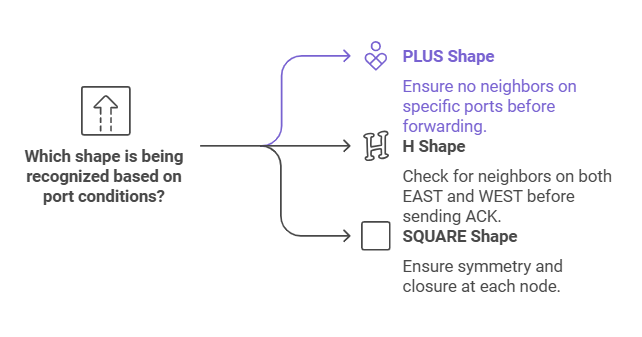 Which shape is being
recognized based on
port conditions?
PLUS Shape
Ensure no neighbors on
specific ports before
forwarding.
H Shape
Check for neighbors on both
EAST and WEST before
sending ACK.
SQUARE Shape
Ensure symmetry and
closure at each node.